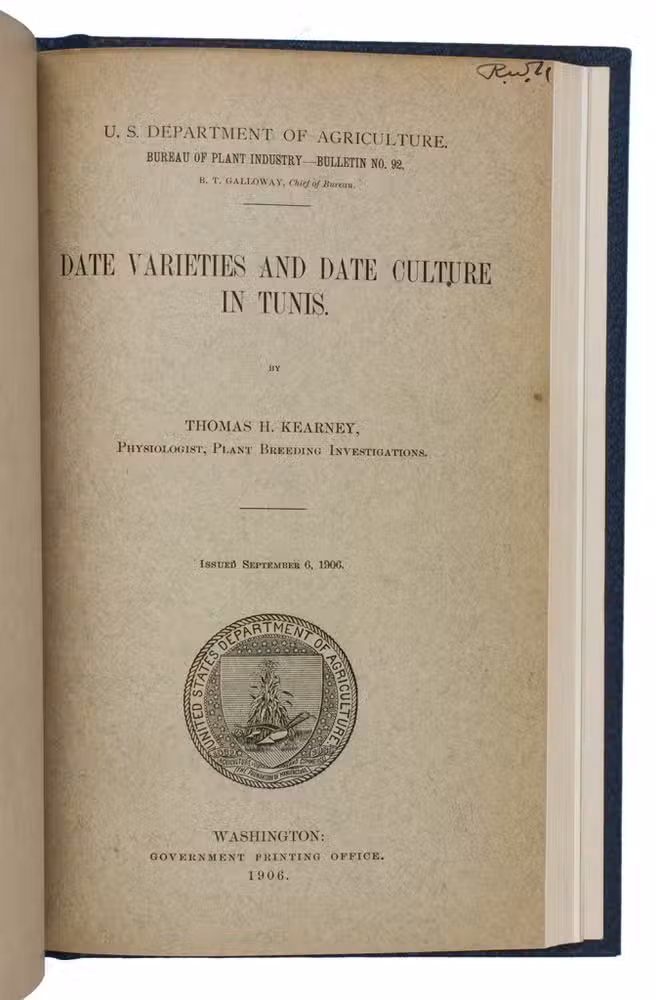 U. S. DEPARTMENT OF AGRICULTURE.
BUREAU OF PLANT INDUSTRY—BULLETIN NO. 92.
B. T. GALLOWAY, Chief of Bureau.
DATE VARIETIES AND DATE CULTURE
IN TUNIS.
BY
THOMAS H. KEARNEY,
PHYSIOLOGIST, PLANT BREEDING INVESTIGATIONS.
ISSUED SEPTEMBER 6, 1906.
UNITED STATES DEPARTMENT OF AGRICULTURE
WASHINGTON:
GOVERNMENT PRINTING OFFICE.
1906.